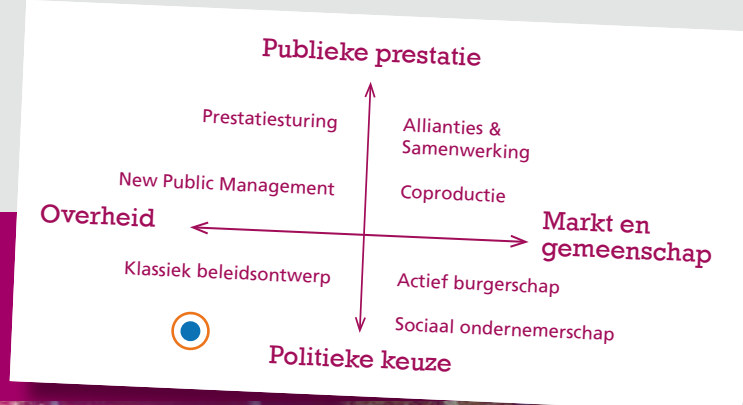 Publieke prestatie
Prestatiesturing
Allianties &
Samenwerking
New Public Management
Coproductie
Overheid
Markt en
gemeenschap
Klassiek beleidsontwerp
Actief burgerschap
Sociaal ondernemerschap
Politieke keuze